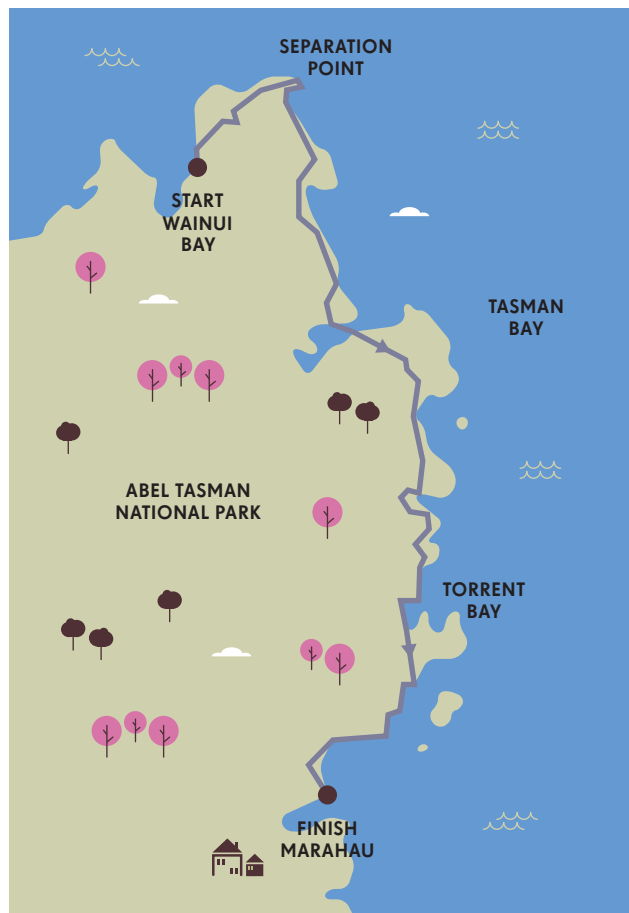 SEPARATION
POINT
START
WAINUI
BAY
TASMAN
BAY
ABEL TASMAN
NATIONAL PARK
TORRENT
BAY
FINISH
MARAHAU